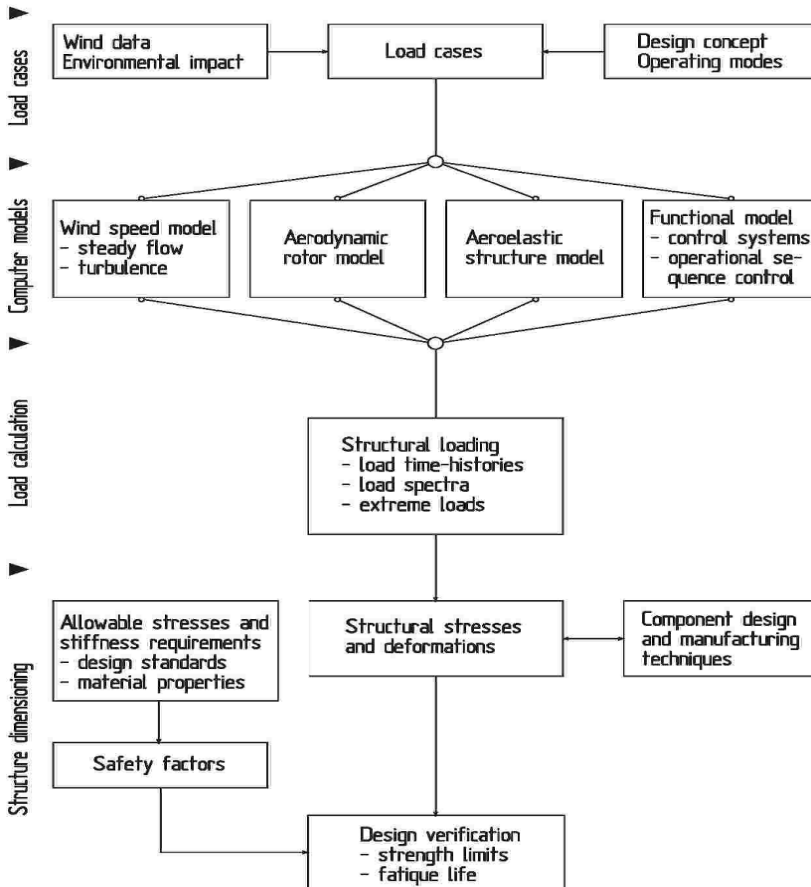 Load cases
Wind data
Environmental impact
Load cases
Design concept
Operating modes
Computer models
Wind speed model
- steady flow
- turbulence
Aerodynamic
rotor model
Aeroelastic
structure model
Functional model
- control systems
- operational se-
quence control
Load calculation
Structural loading
- load time-histories
- load spectra
- extreme loads
Structure dimensioning
Allowable stresses and
stiffness requirements
- design standards
- material properties
Structural stresses
and deformations
Component design
and manufacturing
techniques
Safety factors
Design verification
- strength limits
- fatique life